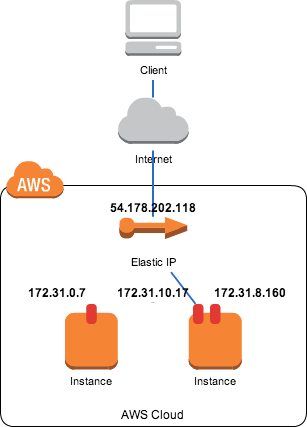 Client
Internet
AWS
54.178.202.118
Elastic IP
172.31.0.7
172.31.10.17
172.31.8.160
Instance
Instance
AWS Cloud